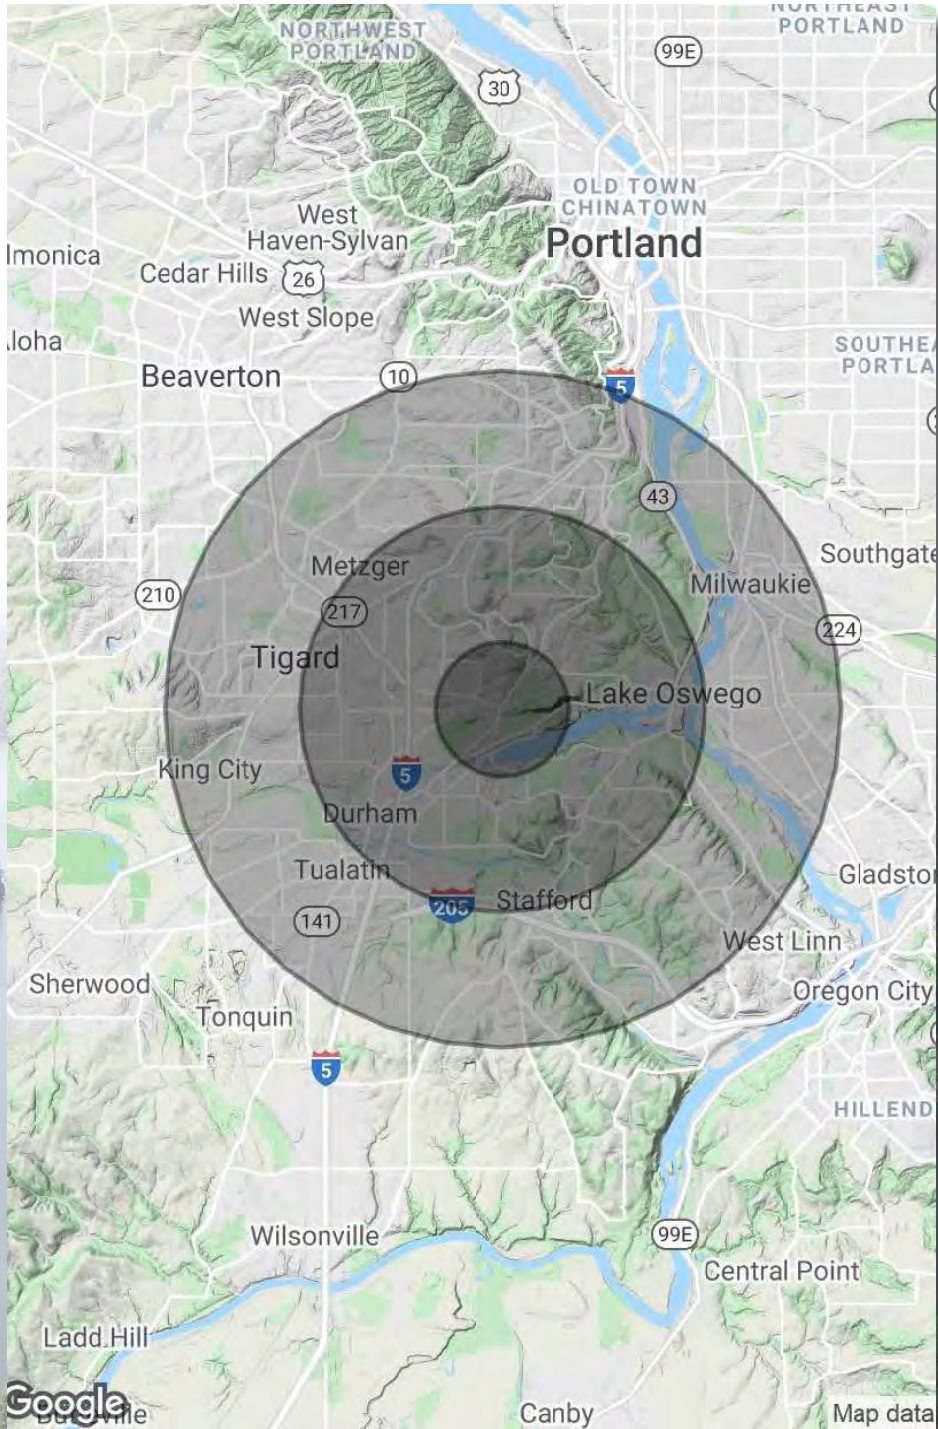 NORTHWEST
PORTLAND
NORTHEAST
PORTLAND
99E
30
OLD TOWN
CHINATOWN
Portland
West
Haven-Sylvan
lmonica
Cedar Hills
26
West Slope
loha
SOUTHEA
PORTLA
Beaverton
10
5
43
Southgate
Metzger
Milwaukie
210
217
224
Tigard
Lake Oswego
King City
5
Durham
Tualatin
Gladsto
205
Stafford
141
West Linn
Sherwood
Oregon City
Tonquin
5
HILLEND
Wilsonville
99E
Central Point
Ladd Hill
Google
Canby
Map data